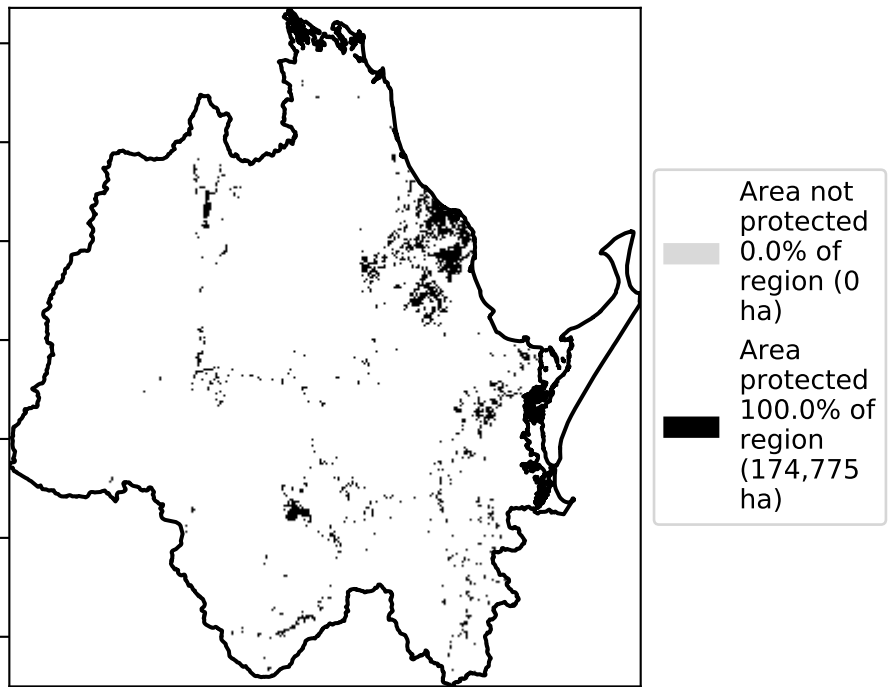 Area not
protected
0.0% of
region (0
ha)
Area
protected
100.0% of
region
(174,775
ha)